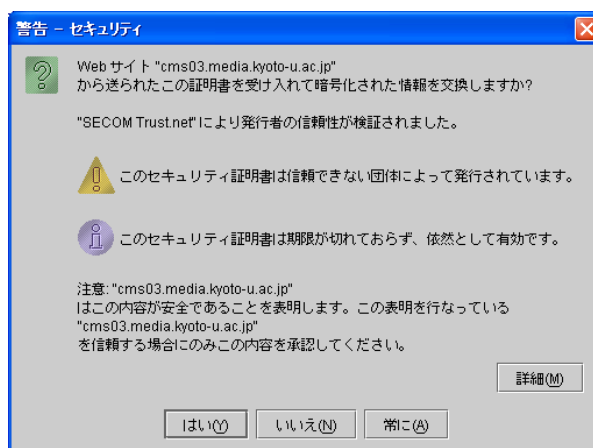 警告 - セキュリティ
Web サイト "cms03.media.kyoto-u.ac.jp"
から送られたこの証明書を受け入れて暗号化された情報を交換しますか?
"SECOM Trust.net" により発行者の信頼性が検証されました。
このセキュリティ証明書は信頼できない団体によって発行されています。
このセキュリティ証明書は期限が切れておらず、依然として有効です。
注意: "cms03.media.kyoto-u.ac.jp"
はこの内容が安全であることを表明します。この表明を行なっている
"cms03.media.kyoto-u.ac.jp"
を信頼する場合にのみこの内容を承認してください。
詳細(M)
はい(Y) いいえ(N) 常に(A)